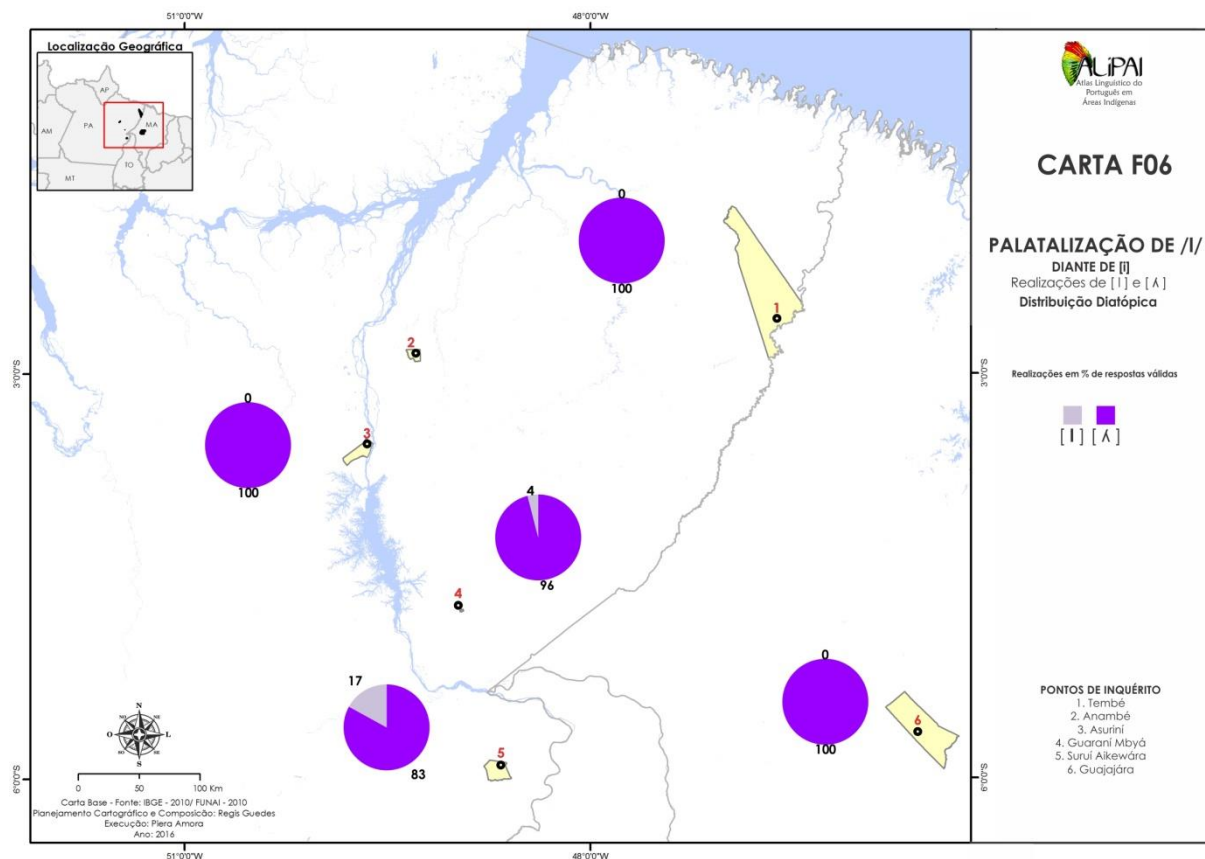 51°0'0"W
48°0'0"W
Localização Geográfica
AP
AM
PA
MA
TO
MT
3°0'0"S
6°0'0"S
0
100
1
2
0
100
3
4
96
4
17
83
5
0
100
6
N
NE
L
SE
S
SO
O
NO
0 50 100 Km
Carta Base - Fonte: IBGE - 2010/ FUNAI - 2010
Planejamento Cartográfico e Composição: Regis Guedes
Execução: Piera Amora
Ano: 2016
51°0'0"W
48°0'0"W
3°0'0"S
6°0'0"S
ALiPAI
Atlas Linguístico do
Português em
Áreas Indígenas
CARTA F06
PALATALIZAÇÃO DE /l/
DIANTE DE [i]
Realizações de [ l ] e [ ʎ ]
Distribuição Diatópica
Realizações em % de respostas válidas
[ l ] [ ʎ ]
PONTOS DE INQUÉRITO
1. Tembé
2. Anambé
3. Asuriní
4. Guaraní Mbyá
5. Suruí Aikewára
6. Guajajára